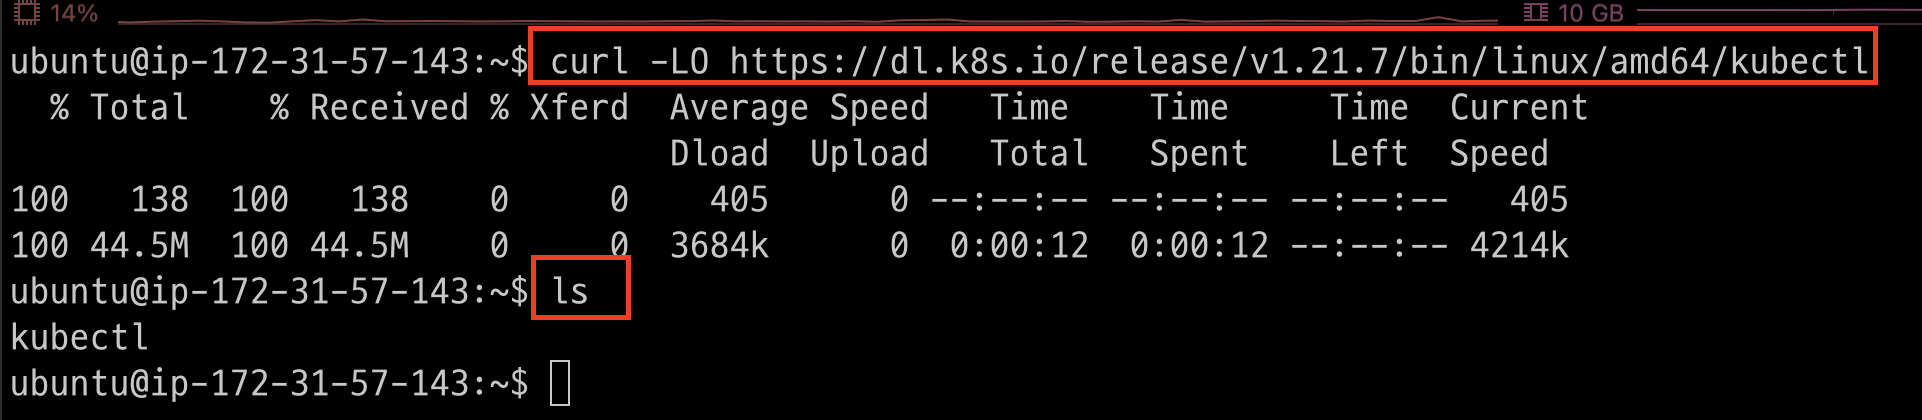 14% 10 GB
ubuntu@ip-172-31-57-143:~$ curl -LO https://dl.k8s.io/release/v1.21.7/bin/linux/amd64/kubectl
  % Total    % Received % Xferd  Average Speed   Time    Time     Time  Current
                                 Dload  Upload   Total   Spent    Left  Speed
100   138  100   138    0     0    405      0 --:--:-- --:--:-- --:--:--   405
100 44.5M  100 44.5M    0     0  3684k      0  0:00:12  0:00:12 --:--:-- 4214k
ubuntu@ip-172-31-57-143:~$ ls
kubectl
ubuntu@ip-172-31-57-143:~$